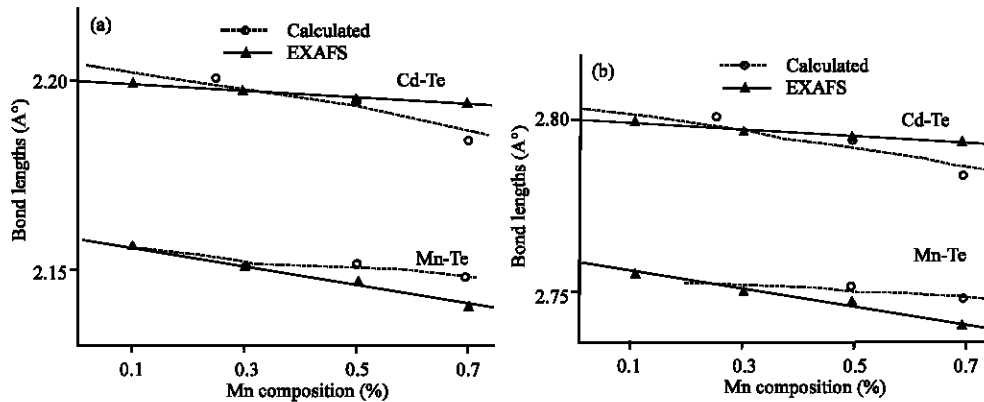 (a)
Calculated
EXAFS
Cd-Te
Mn-Te
2.20
2.15
Bond lengths (A°)
0.1 0.3 0.5 0.7
Mn composition (%)
(b)
Calculated
EXAFS
Cd-Te
Mn-Te
2.80
2.75
Bond lengths (A°)
0.1 0.3 0.5 0.7
Mn composition (%)